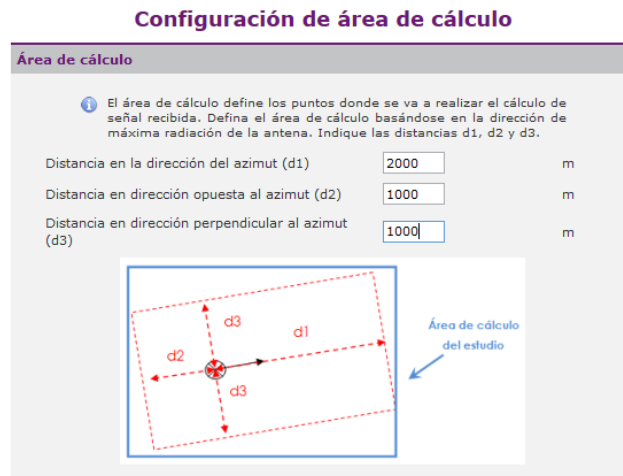 Configuración de área de cálculo
Área de cálculo
El área de cálculo define los puntos donde se va a realizar el cálculo de
señal recibida. Defina el área de cálculo basándose en la dirección de
máxima radiación de la antena. Indique las distancias d1, d2 y d3.
Distancia en la dirección del azimut (d1) 2000 m
Distancia en dirección opuesta al azimut (d2) 1000 m
Distancia en dirección perpendicular al azimut
(d3) 1000 m
d3
d1
d2
d3
Área de cálculo
del estudio